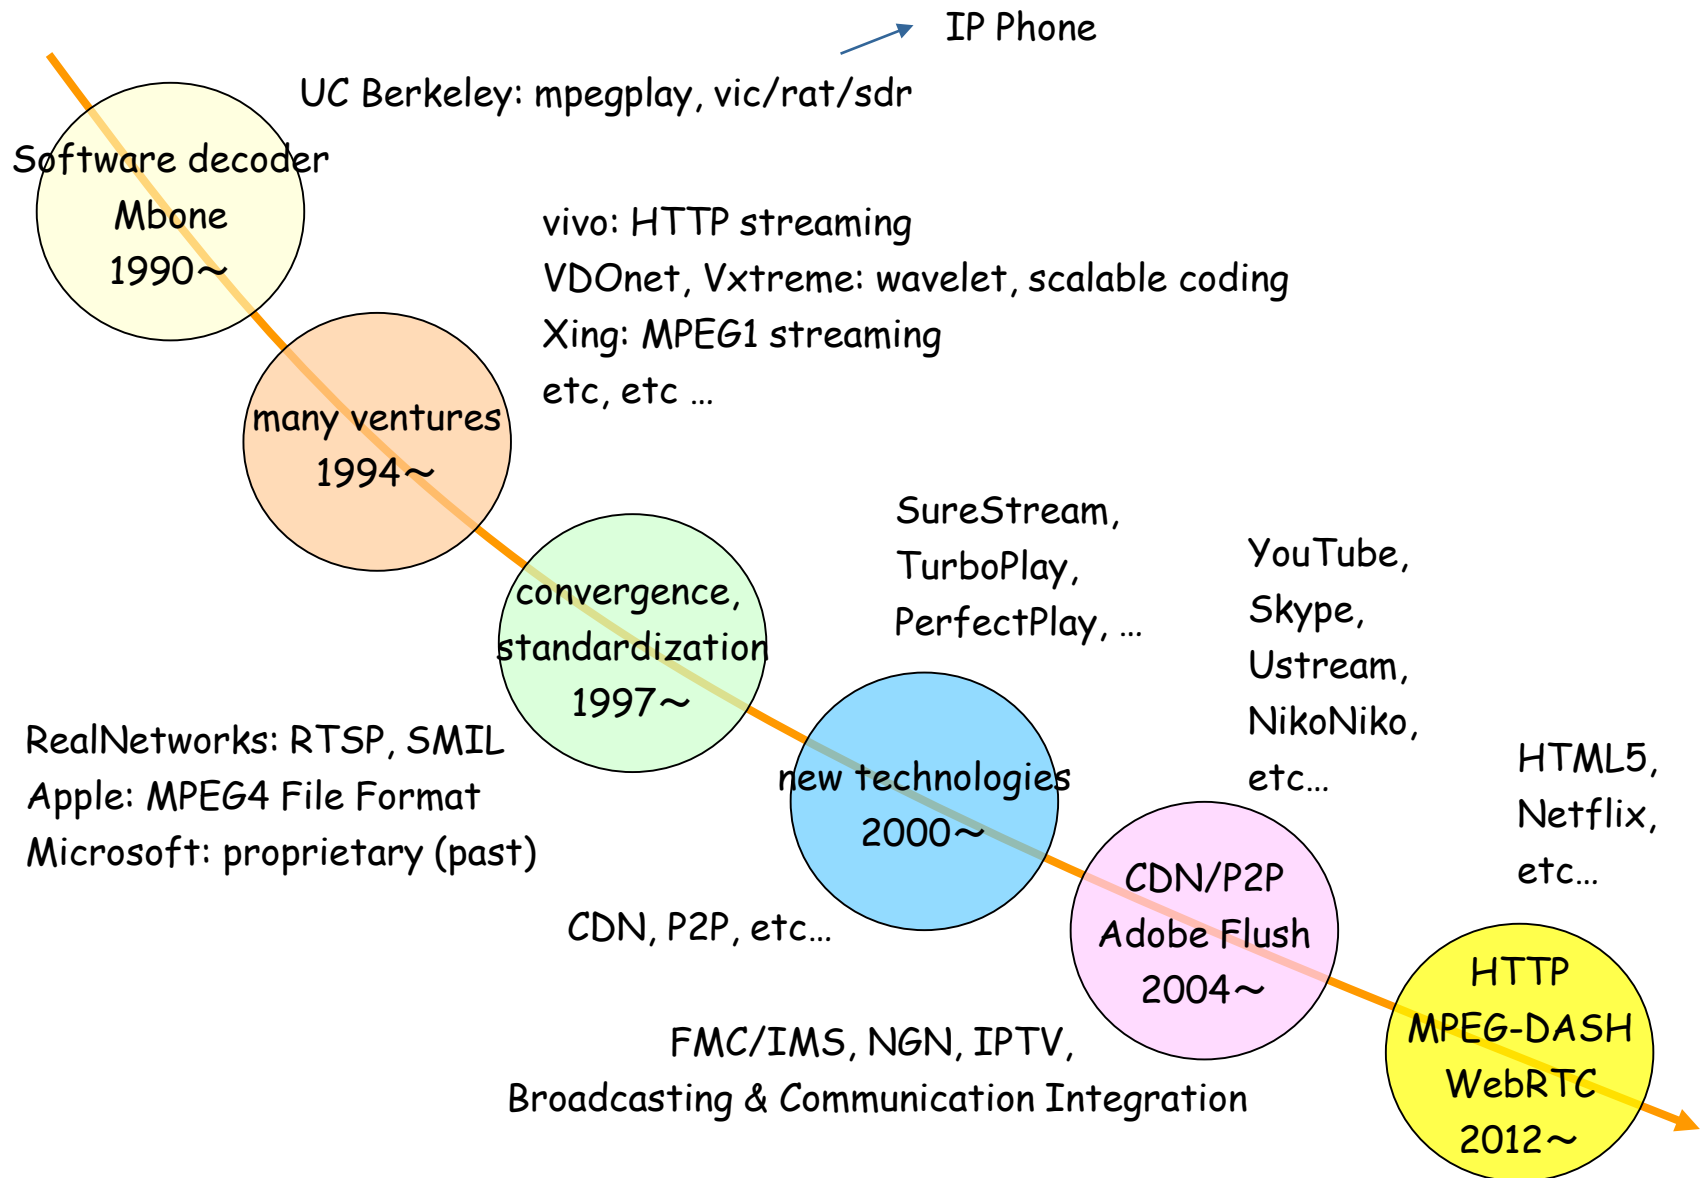 IP Phone
UC Berkeley: mpegplay, vic/rat/sdr
Software decoder
Mbone
1990～
vivo: HTTP streaming
VDOnet, Vxtreme: wavelet, scalable coding
Xing: MPEG1 streaming
etc, etc …
many ventures
1994～
convergence,
standardization
1997～
RealNetworks: RTSP, SMIL
Apple: MPEG4 File Format
Microsoft: proprietary (past)
SureStream,
TurboPlay,
PerfectPlay, …
new technologies
2000～
CDN, P2P, etc…
YouTube,
Skype,
Ustream,
NikoNiko,
etc…
CDN/P2P
Adobe Flush
2004～
FMC/IMS, NGN, IPTV,
Broadcasting & Communication Integration
HTML5,
Netflix,
etc…
HTTP
MPEG-DASH
WebRTC
2012～